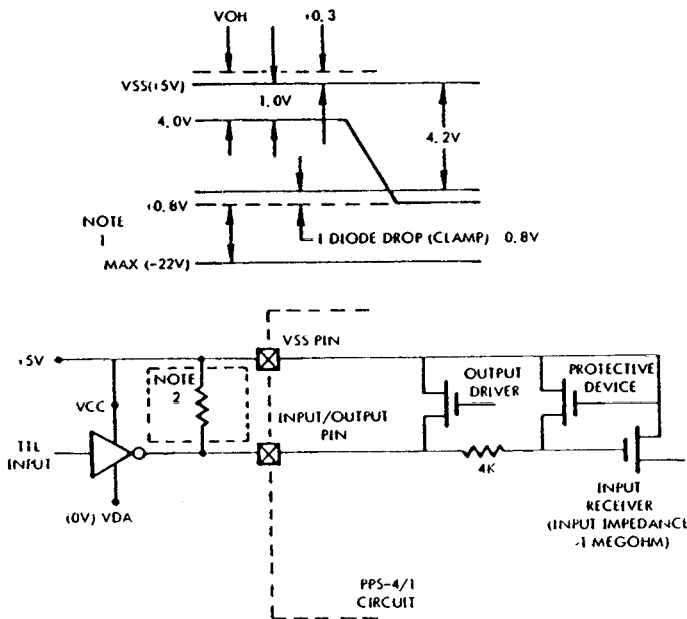 VOH
+0.3
VSS(+5V)
1.0V
4.0V
4.2V
+0.8V
NOTE
1
1 DIODE DROP (CLAMP) 0.8V
MAX (-22V)
+5V
VSS PIN
NOTE
2
VCC
INPUT/OUTPUT
PIN
OUTPUT
DRIVER
PROTECTIVE
DEVICE
TTL
INPUT
4K
(0V) VDA
INPUT
RECEIVER
(INPUT IMPEDANCE
-1 MEGOHM)
PPS-4/1
CIRCUIT